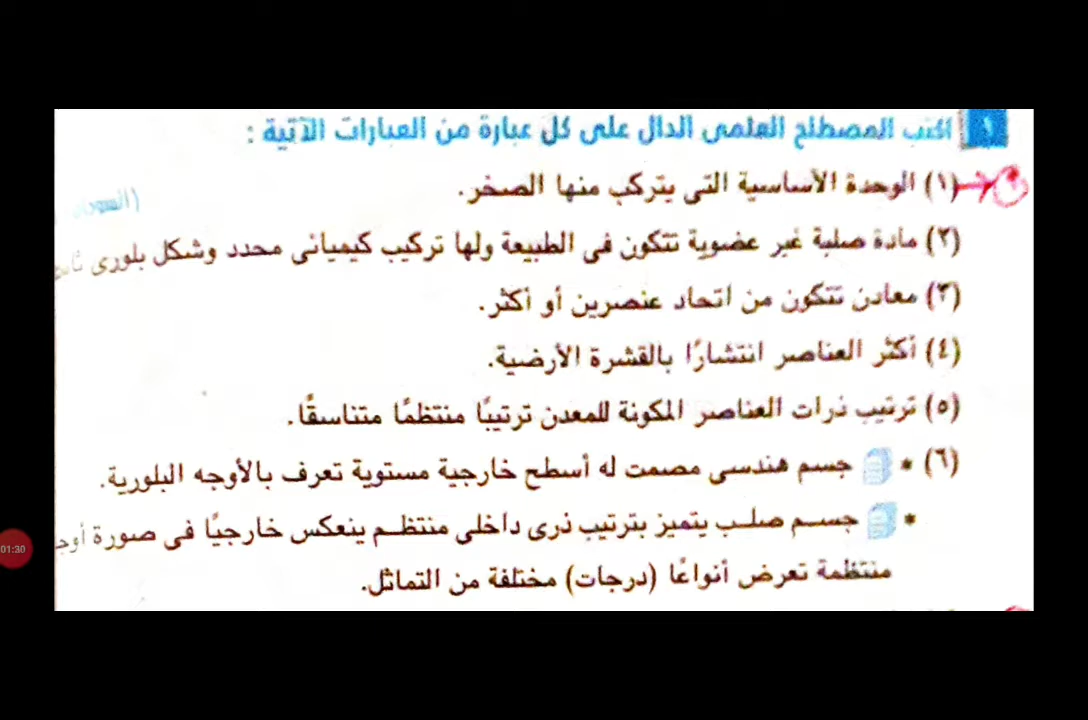 ١ اكتب المصطلح العلمى الدال على كل عبارة من العبارات الآتية :
(١) الوحدة الأساسية التى يتركب منها الصخر.
(٢) مادة صلبة غير عضوية تتكون فى الطبيعة ولها تركيب كيميائى محدد وشكل بلورى
(٣) معادن تتكون من اتحاد عنصرين أو أكثر.
(٤) أكثر العناصر انتشارًا بالقشرة الأرضية.
(٥) ترتيب ذرات العناصر المكونة للمعدن ترتيبًا منتظمًا متناسقًا.
(٦) * جسم هندسى مصمت له أسطح خارجية مستوية تعرف بالأوجه البلورية.
* جسم صلب يتميز بترتيب ذرى داخلى منتظم ينعكس خارجيًا فى صورة
منتظمة تعرض أنواعًا (درجات) مختلفة من التماثل.
01:30